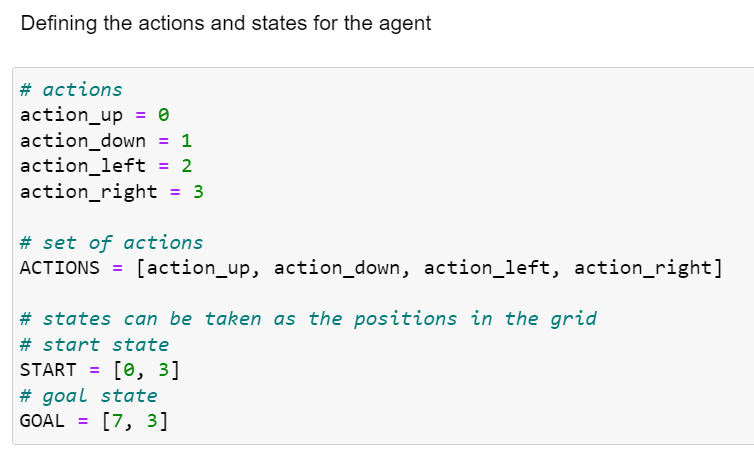 Defining the actions and states for the agent
# actions
action_up = 0
action_down = 1
action_left = 2
action_right = 3
# set of actions
ACTIONS = [action_up, action_down, action_left, action_right]
# states can be taken as the positions in the grid
# start state
START = [0, 3]
# goal state
GOAL = [7, 3]